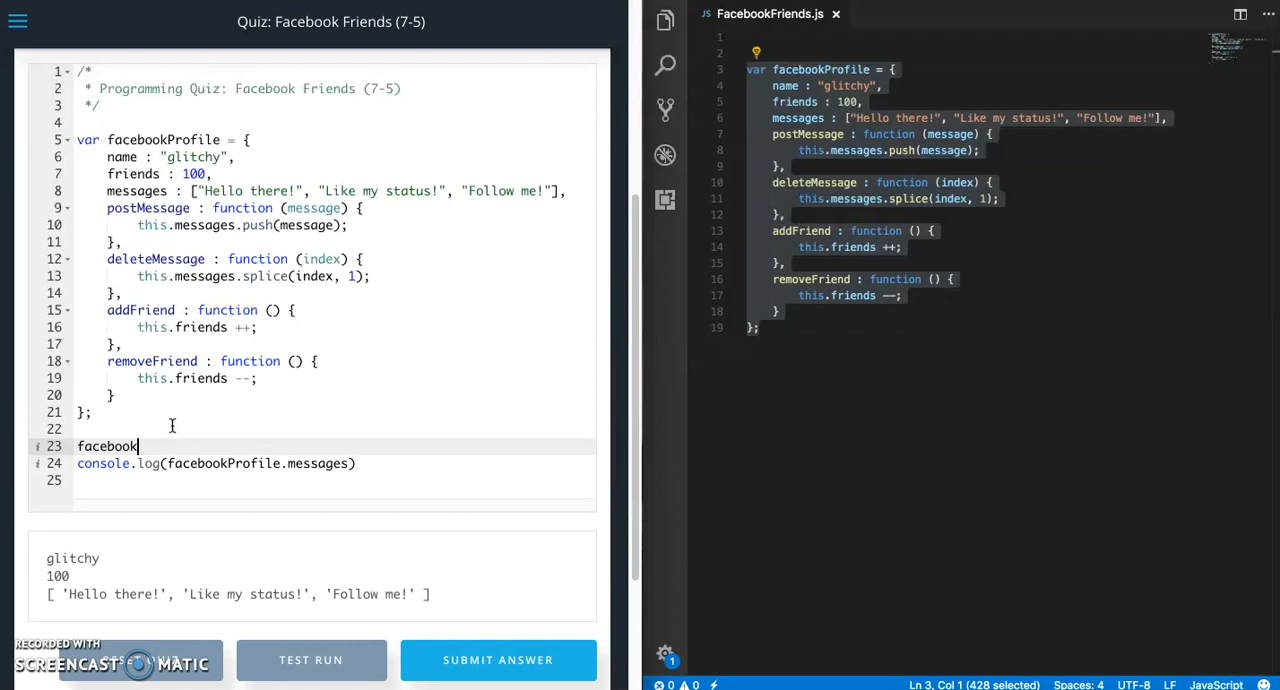 Quiz: Facebook Friends (7-5)
1 /*
2 * Programming Quiz: Facebook Friends (7-5)
3 */
4
5 var facebookProfile = {
6 name : "glitchy",
7 friends : 100,
8 messages : ["Hello there!", "Like my status!", "Follow me!"],
9 postMessage : function (message) {
10 this.messages.push(message);
11 },
12 deleteMessage : function (index) {
13 this.messages.splice(index, 1);
14 },
15 addFriend : function () {
16 this.friends ++;
17 },
18 removeFriend : function () {
19 this.friends --;
20 }
21 };
22
23 facebook
24 console.log(facebookProfile.messages)
25
glitchy
100
[ 'Hello there!', 'Like my status!', 'Follow me!' ]
TEST RUN
SUBMIT ANSWER
RECORDED WITH
SCREENCAST MATIC
JS FacebookFriends.js ×
1
2
3 var facebookProfile = {
4 name : "glitchy",
5 friends : 100,
6 messages : ["Hello there!", "Like my status!", "Follow me!"],
7 postMessage : function (message) {
8 this.messages.push(message);
9 },
10 deleteMessage : function (index) {
11 this.messages.splice(index, 1);
12 },
13 addFriend : function () {
14 this.friends ++;
15 },
16 removeFriend : function () {
17 this.friends --;
18 }
19 };
1
0 0 Ln 3, Col 1 (428 selected) Spaces: 4 UTF-8 LF JavaScript